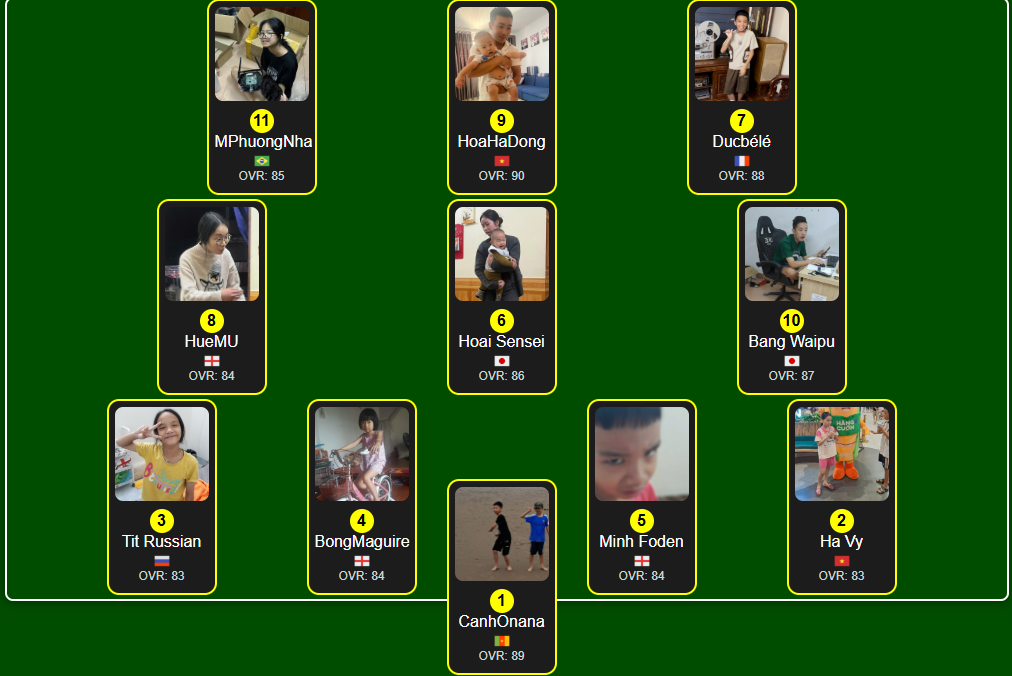 11
MPhuongNha
OVR: 85
9
HoaHaDong
OVR: 90
7
Ducbélé
OVR: 88
8
HueMU
OVR: 84
6
Hoai Sensei
OVR: 86
10
Bang Waipu
OVR: 87
3
Tit Russian
OVR: 83
4
BongMaguire
OVR: 84
5
Minh Foden
OVR: 84
HÀNG
CUỐN
2
Ha Vy
OVR: 83
1
CanhOnana
OVR: 89